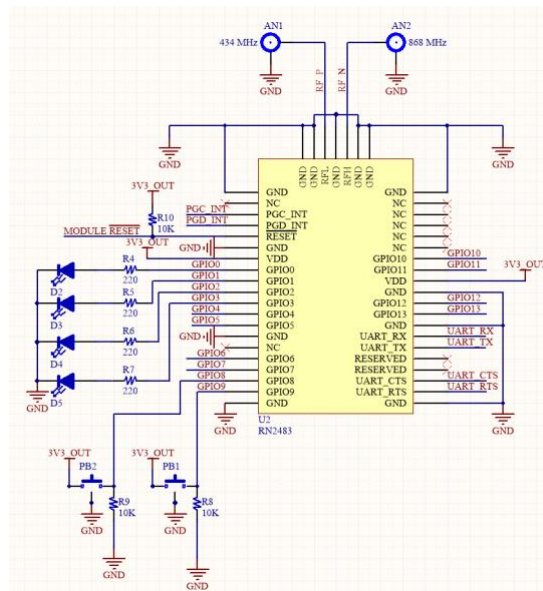 AN1 AN2
434 MHz 868 MHz
GND GND
RF_P RF_N
GND GND RFL GND RFH GND GND
GND GND
3V3_OUT
R10
10K
PGC_INT
PGD_INT
MODULE RESET
3V3_OUT
GND
GND GND
NC NC
PGC_INT NC
PGD_INT NC
RESET NC
GND NC
VDD GPIO10 GPIO10
GPIO0 GPIO0 GPIO11 GPIO11
GPIO1 GPIO1 VDD 3V3_OUT
GPIO2 GPIO2 GND
GPIO3 GPIO3 GPIO12 GPIO12
GPIO4 GPIO4 GPIO13 GPIO13
GPIO5 GPIO5 GND
GND GND UART_RX UART_RX
NC UART_TX UART_TX
GPIO6 GPIO6 RESERVED
GPIO7 GPIO7 RESERVED
GPIO8 GPIO8 UART_CTS UART_CTS
GPIO9 GPIO9 UART_RTS UART_RTS
GND GND
GND GND
U2
RN2483
D2 R4
220
D3 R5
220
D4 R6
220
D5 R7
220
3V3_OUT 3V3_OUT
PB2 PB1
R9 R8
10K 10K
GND GND
GND GND